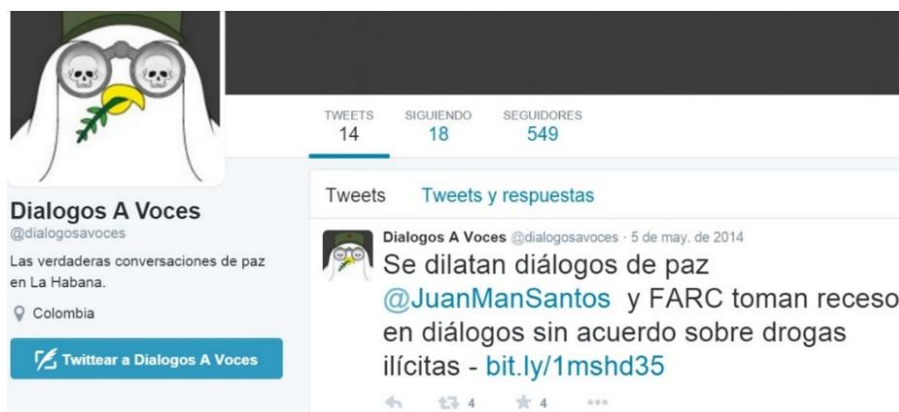 TWEETS SIGUIENDO SEGUIDORES
14 18 549
Dialogos A Voces
@dialogosavoces
Las verdaderas conversaciones de paz
en La Habana.
Colombia
Twittear a Dialogos A Voces
Tweets Tweets y respuestas
Dialogos A Voces @dialogosavoces · 5 de may. de 2014
Se dilatan diálogos de paz
@JuanManSantos y FARC toman receso
en diálogos sin acuerdo sobre drogas
ilícitas - bit.ly/1mshd35
4 4